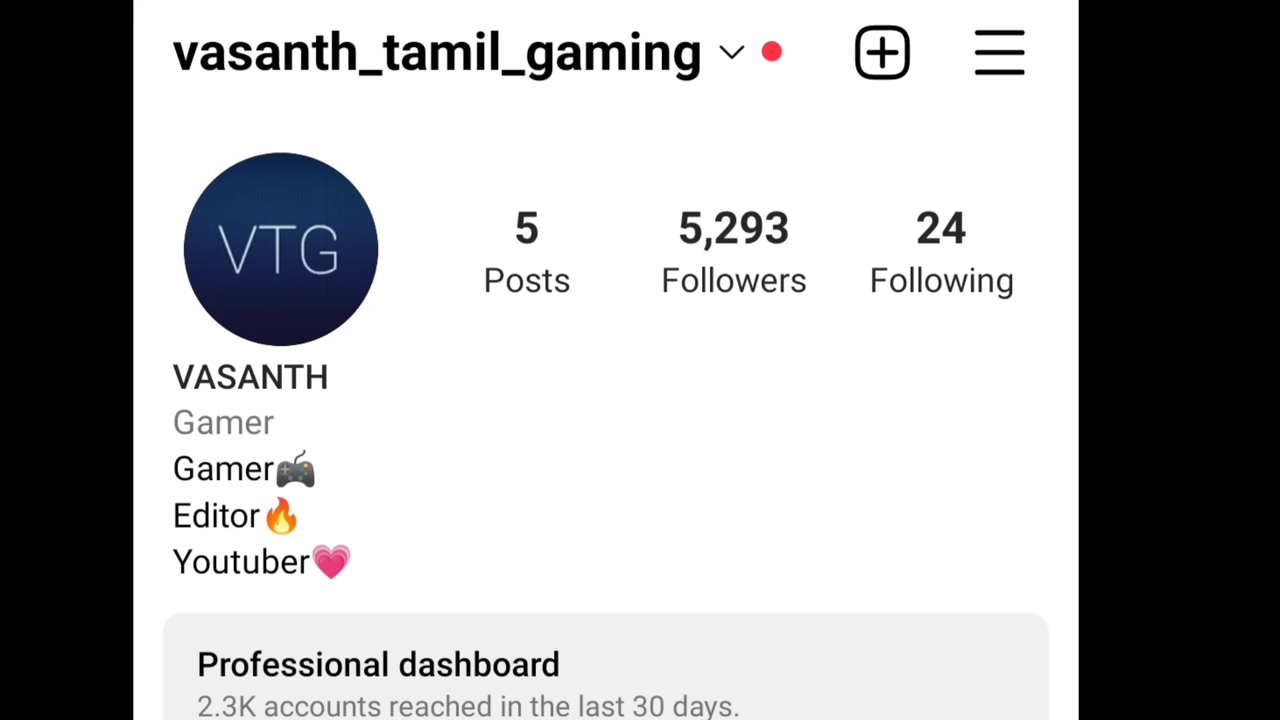 vasanth_tamil_gaming
VTG
5
Posts
5,293
Followers
24
Following
VASANTH
Gamer
Gamer🎮
Editor🔥
Youtuber💗
Professional dashboard
2.3K accounts reached in the last 30 days.